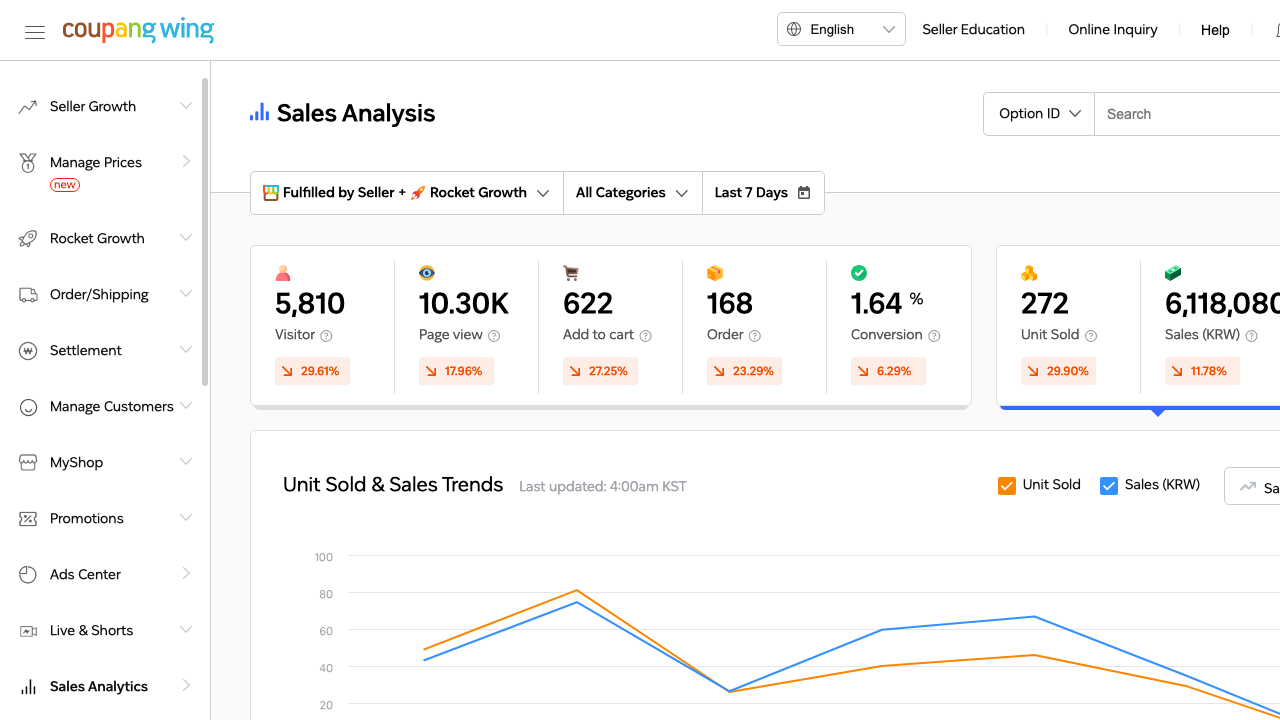 coupang wing
English
Seller Education
Online Inquiry
Help
Seller Growth
Manage Prices
new
Rocket Growth
Order/Shipping
Settlement
Manage Customers
MyShop
Promotions
Ads Center
Live & Shorts
Sales Analytics
Sales Analysis
Option ID
Search
Fulfilled by Seller + 🚀 Rocket Growth
All Categories
Last 7 Days
5,810
Visitor
29.61%
10.30K
Page view
17.96%
622
Add to cart
27.25%
168
Order
23.29%
1.64 %
Conversion
6.29%
272
Unit Sold
29.90%
6,118,080
Sales (KRW)
11.78%
Unit Sold & Sales Trends
Last updated: 4:00am KST
Unit Sold
Sales (KRW)
Sa
100
80
60
40
20